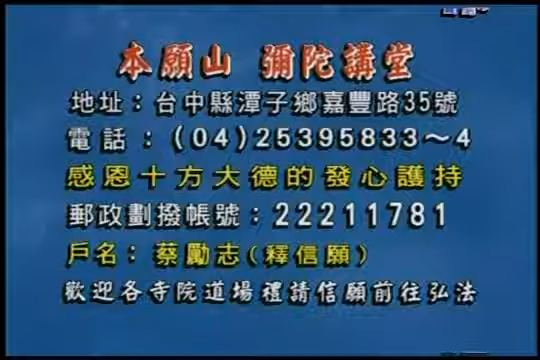 本願山 彌陀講堂
地址：台中縣潭子鄉嘉豐路35號
電話：(04)25395833～4
感恩十方大德的發心護持
郵政劃撥帳號：22211781
戶名：蔡勵志(釋信願)
歡迎各寺院道場禮請信願前往弘法